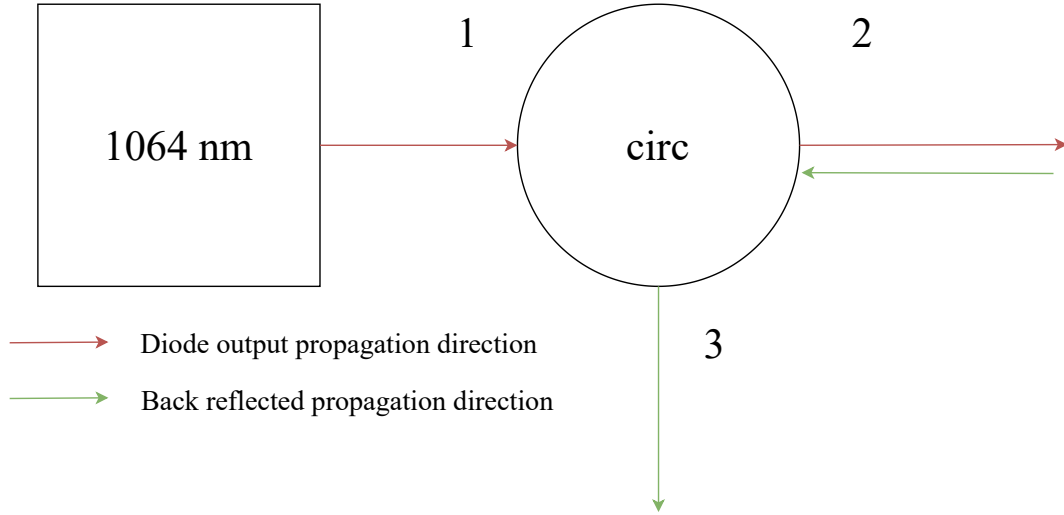 1
2
1064 nm
circ
3
Diode output propagation direction
Back reflected propagation direction